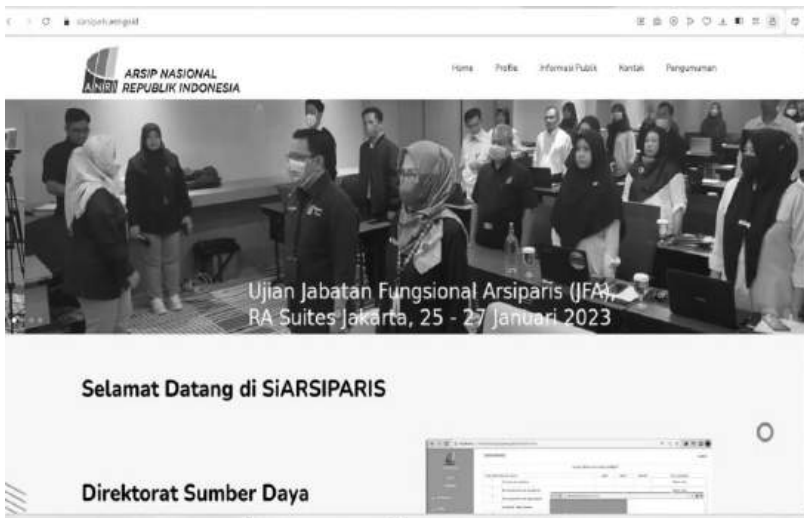 ANRI
ARSIP NASIONAL
REPUBLIK INDONESIA
Home Profile Informasi Publik Kontak Pengumuman
Ujian Jabatan Fungsional Arsiparis (JFA),
RA Suites Jakarta, 25 - 27 Januari 2023
Selamat Datang di SiARSIPARIS
Direktorat Sumber Daya